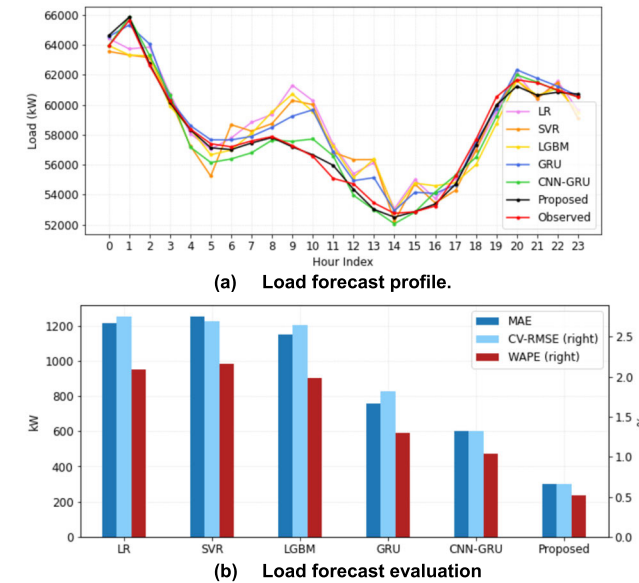 66000
64000
62000
60000
58000
56000
54000
52000
Load (kW)
LR
SVR
LGBM
GRU
CNN-GRU
Proposed
Observed
0 1 2 3 4 5 6 7 8 9 10 11 12 13 14 15 16 17 18 19 20 21 22 23
Hour Index
(a) Load forecast profile.
1200
1000
800
600
400
200
0
kW
MAE
CV-RMSE (right)
WAPE (right)
2.5
2.0
1.5
1.0
0.5
0.0
LR SVR LGBM GRU CNN-GRU Proposed
(b) Load forecast evaluation